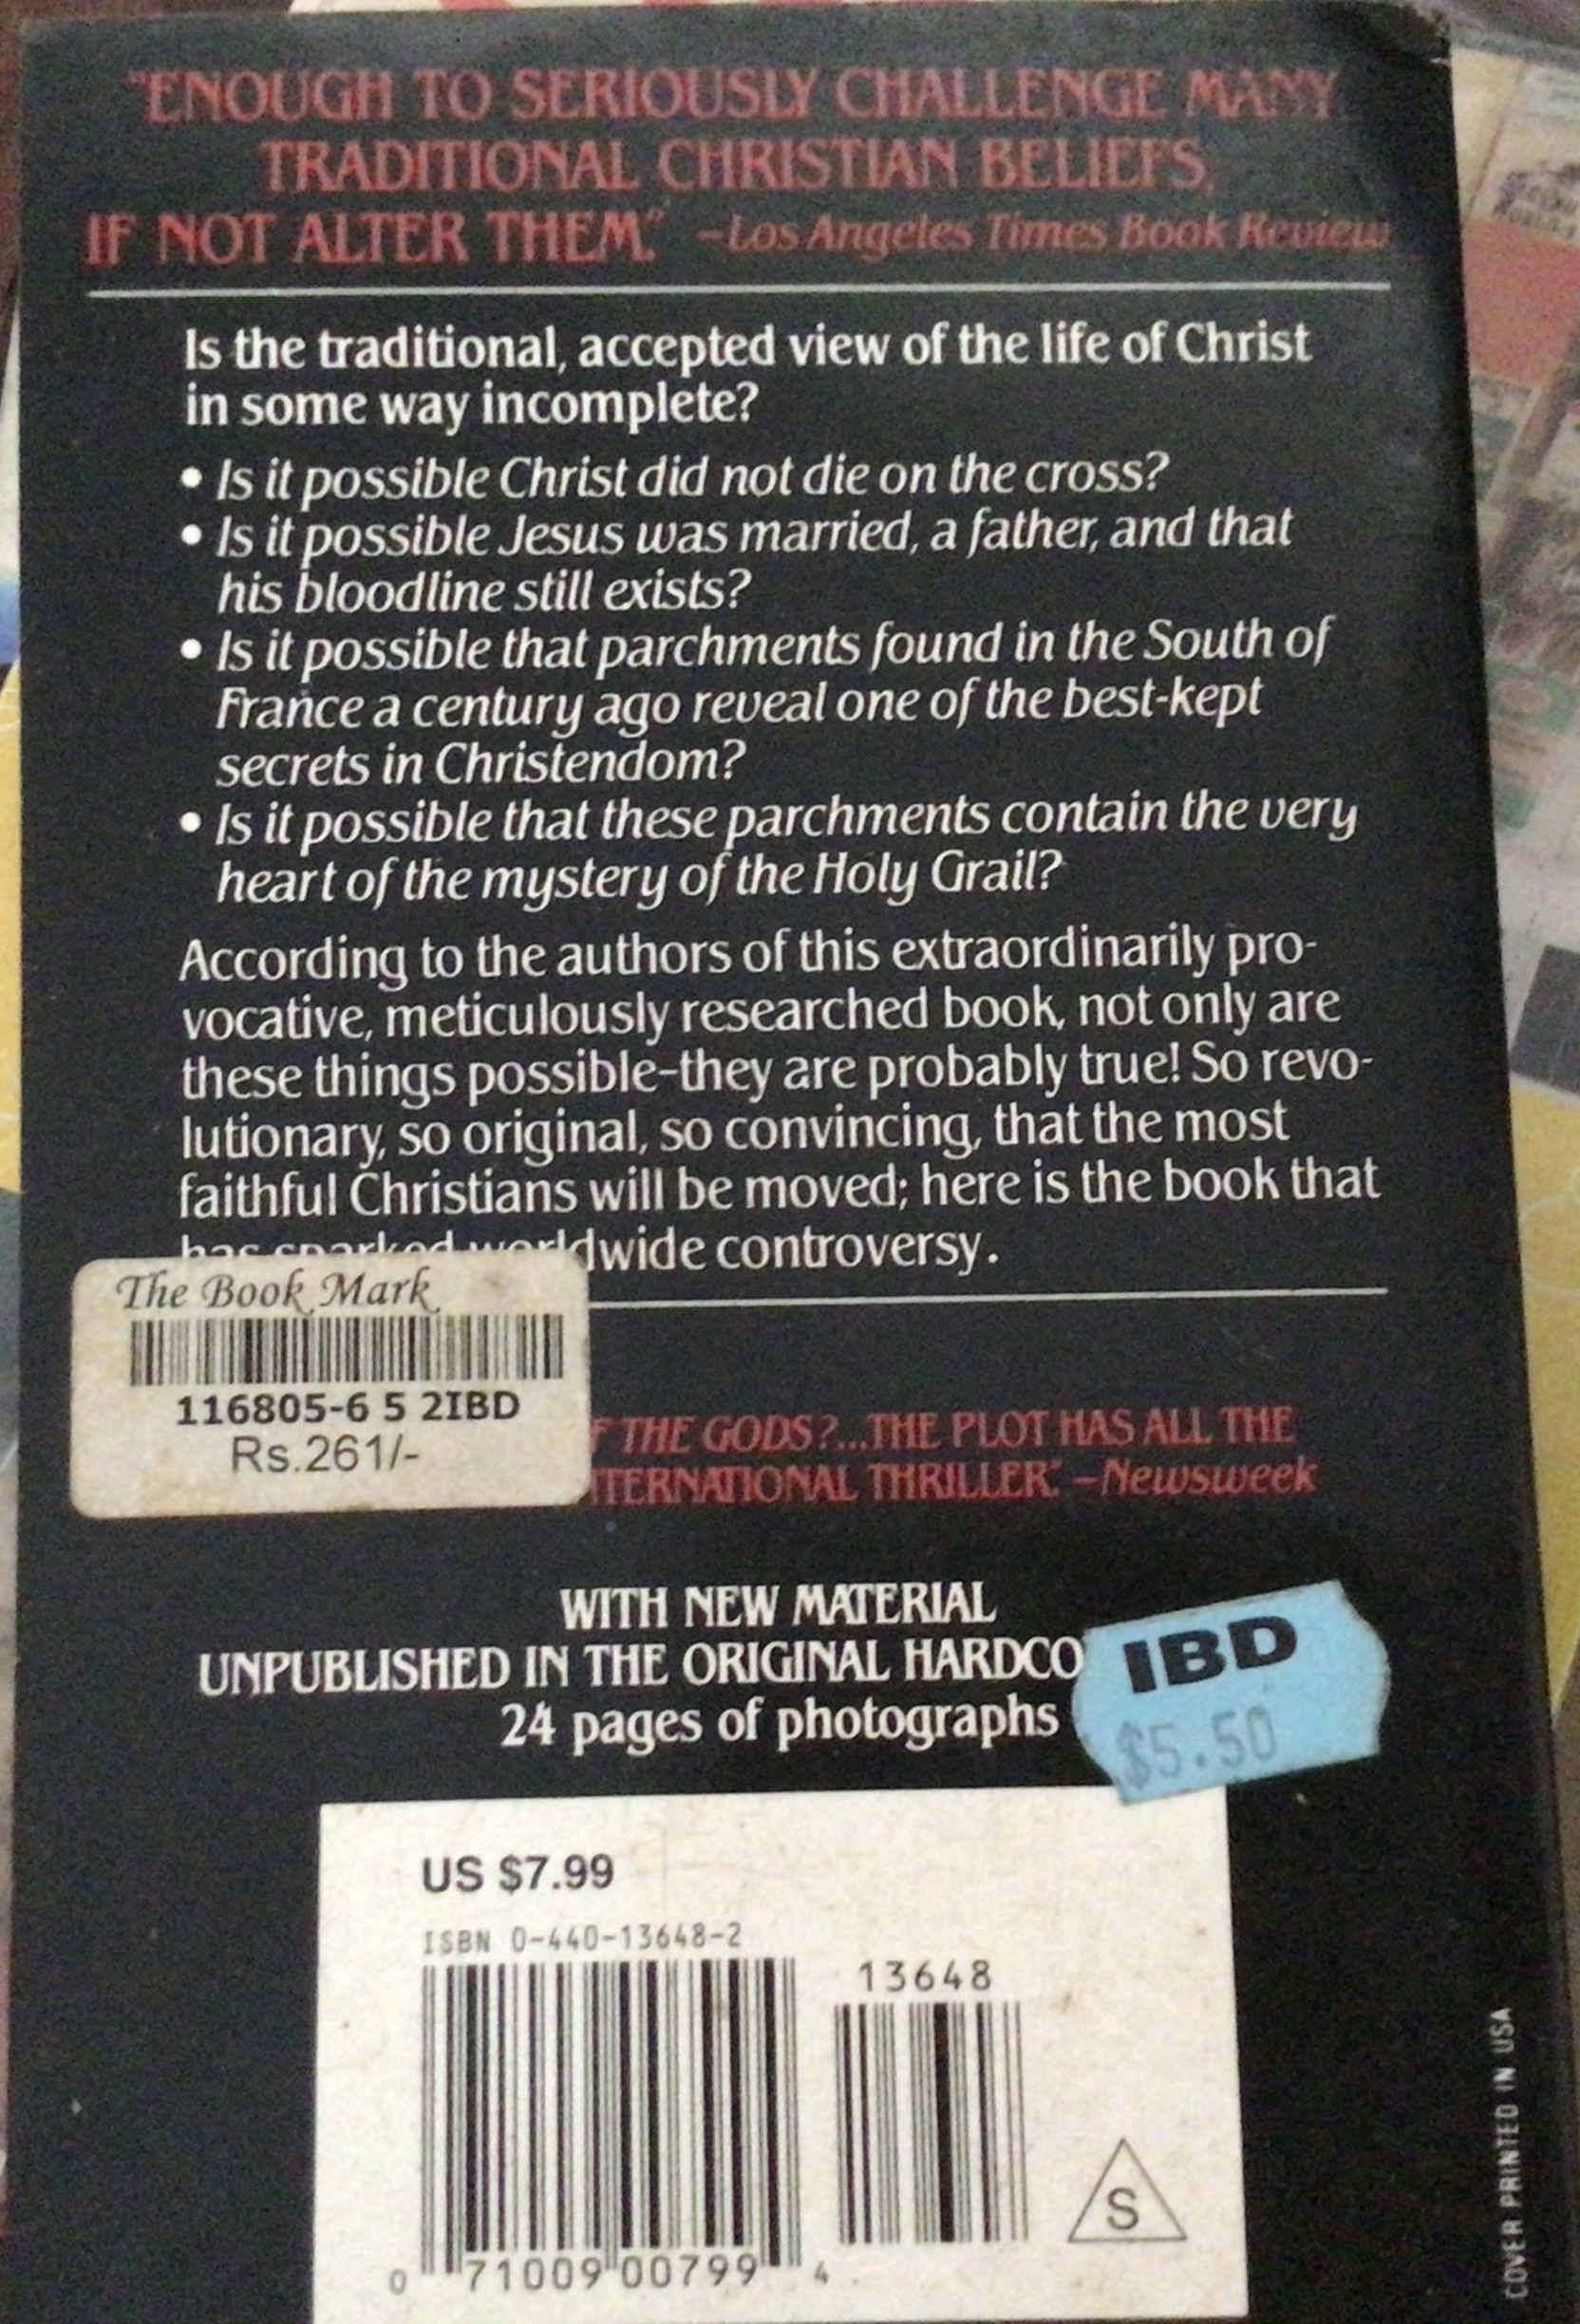 "ENOUGH TO SERIOUSLY CHALLENGE MANY
TRADITIONAL CHRISTIAN BELIEFS,
IF NOT ALTER THEM." –Los Angeles Times Book Review
Is the traditional, accepted view of the life of Christ
in some way incomplete?
• Is it possible Christ did not die on the cross?
• Is it possible Jesus was married, a father, and that
his bloodline still exists?
• Is it possible that parchments found in the South of
France a century ago reveal one of the best-kept
secrets in Christendom?
• Is it possible that these parchments contain the very
heart of the mystery of the Holy Grail?
According to the authors of this extraordinarily pro-
vocative, meticulously researched book, not only are
these things possible–they are probably true! So revo-
lutionary, so original, so convincing, that the most
faithful Christians will be moved; here is the book that
has sparked worldwide controversy.
The Book Mark
116805-6 5 2IBD
Rs.261/-
THE GODS?...THE PLOT HAS ALL THE
NTERNATIONAL THRILLER." –Newsweek
WITH NEW MATERIAL
UNPUBLISHED IN THE ORIGINAL HARDCO
24 pages of photographs
IBD
$5.50
US $7.99
ISBN 0-440-13648-2
13648
0 71009 00799 4
S
COVER PRINTED IN USA